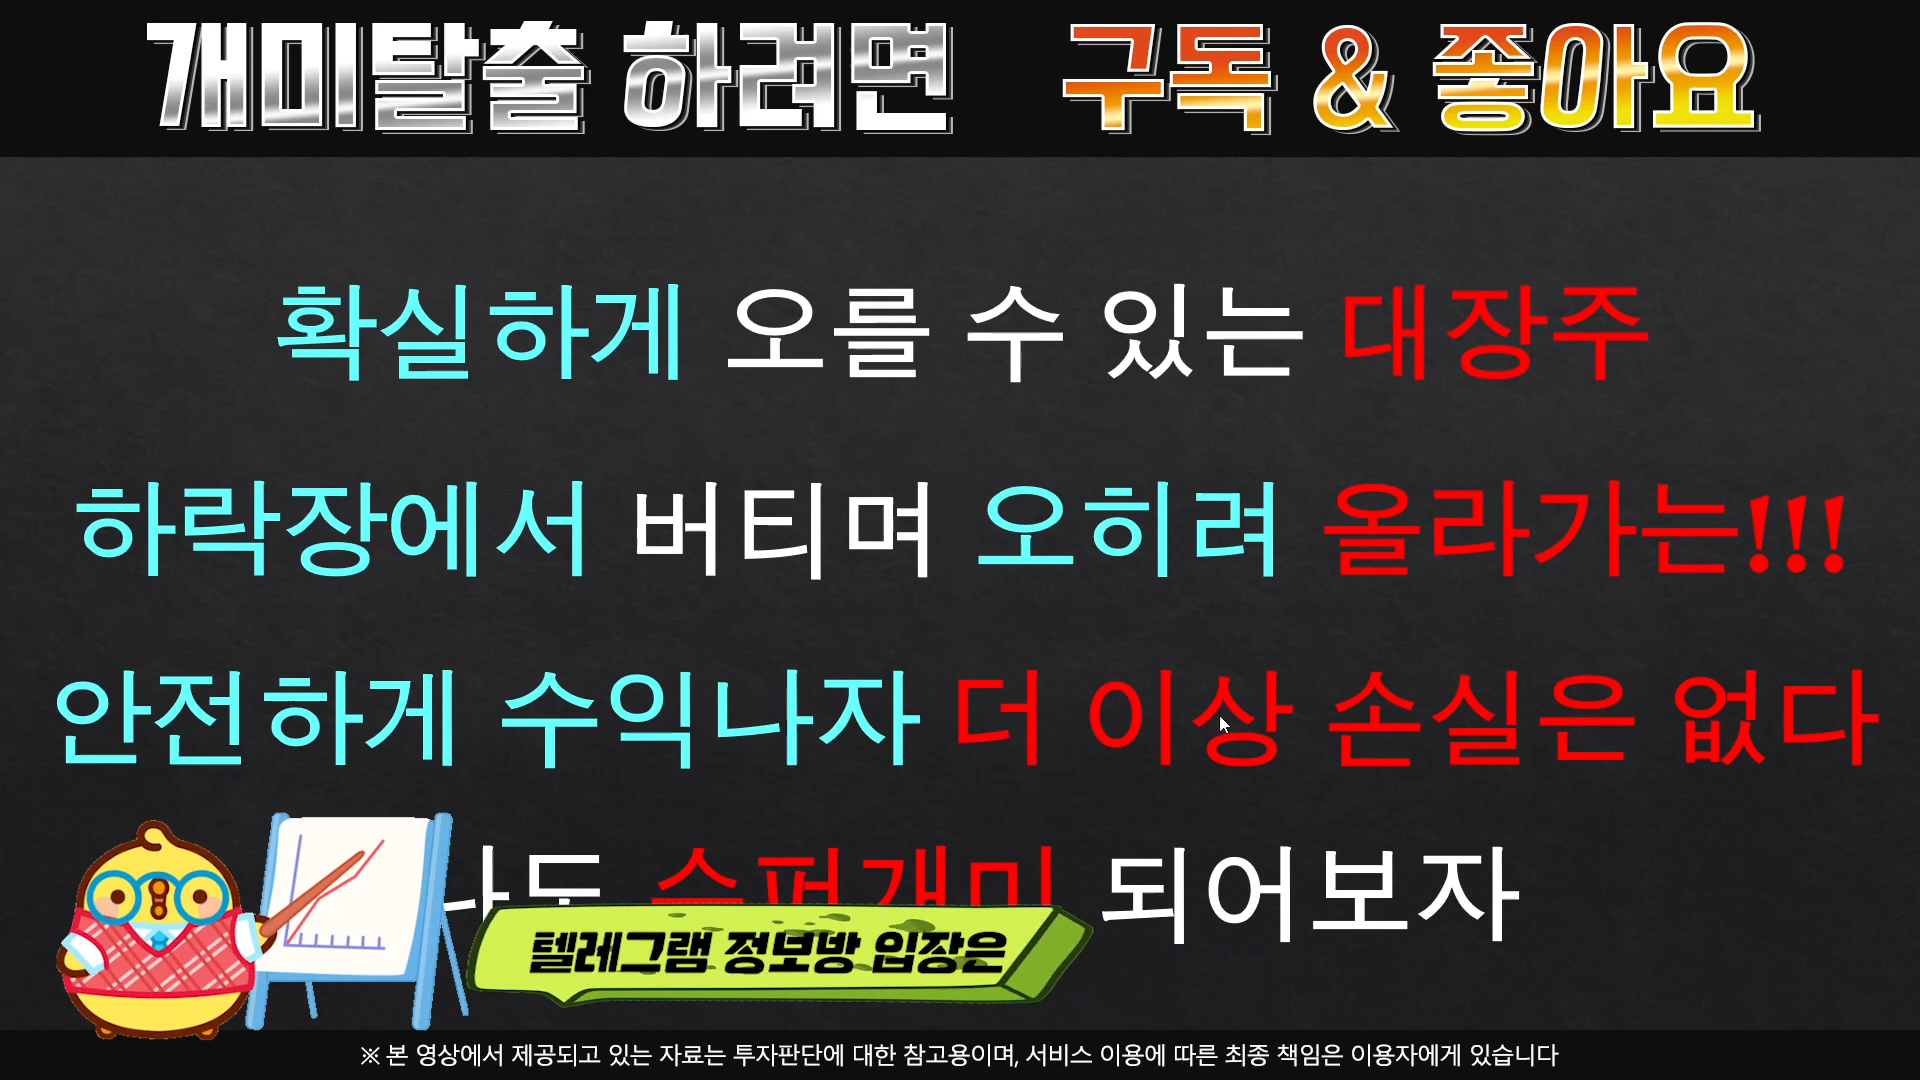 개미탈출 하려면 구독 & 좋아요
확실하게 오를 수 있는 대장주
하락장에서 버티며 오히려 올라가는!!!
안전하게 수익나자 더 이상 손실은 없다
슈퍼개미 되어보자
텔레그램 정보방 입장은
※ 본 영상에서 제공되고 있는 자료는 투자판단에 대한 참고용이며, 서비스 이용에 따른 최종 책임은 이용자에게 있습니다